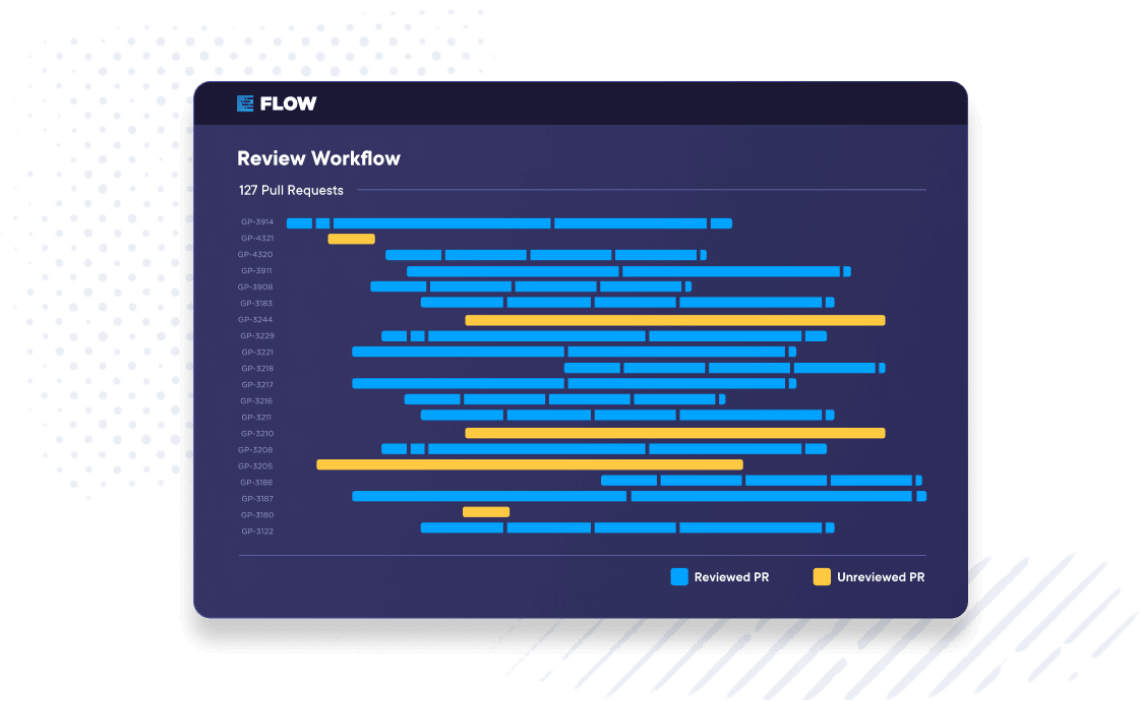 FLOW
Review Workflow
127 Pull Requests
GP-3914
GP-4321
GP-4320
GP-3911
GP-3908
GP-3183
GP-3244
GP-3229
GP-3221
GP-3218
GP-3217
GP-3216
GP-3211
GP-3210
GP-3208
GP-3205
GP-3188
GP-3187
GP-3180
GP-3122
Reviewed PR
Unreviewed PR